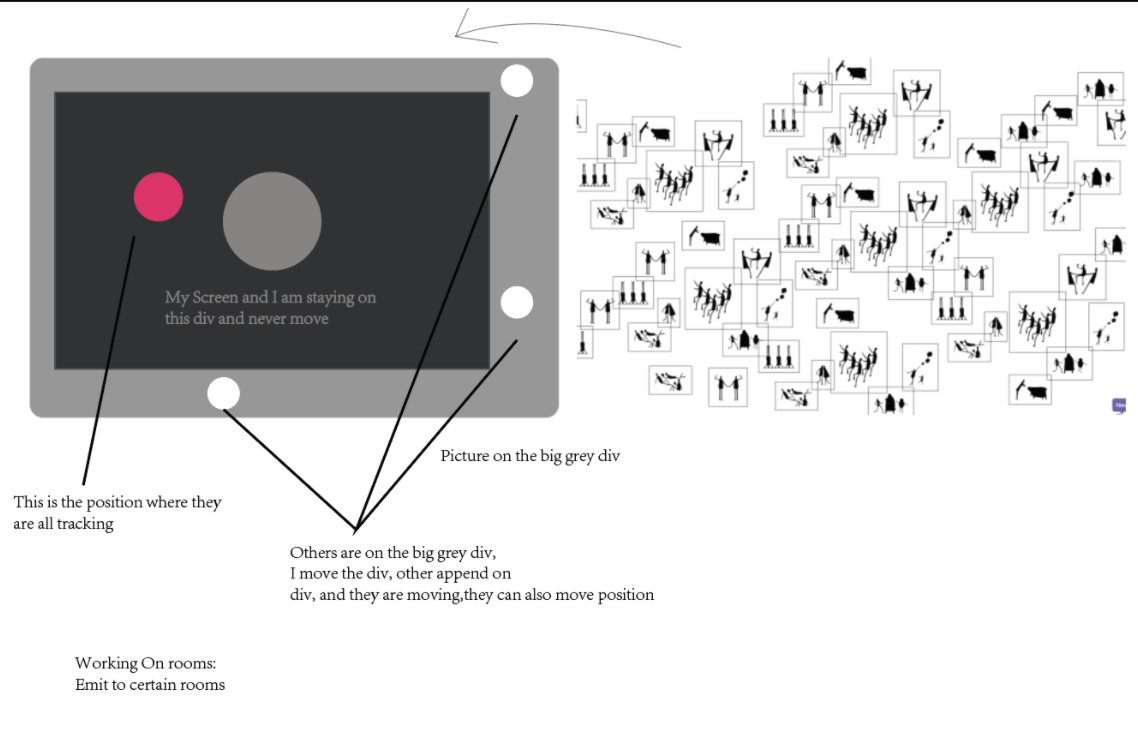 My Screen and I am staying on
this div and never move
Picture on the big grey div
This is the position where they
are all tracking
Others are on the big grey div,
I move the div, other append on
div, and they are moving,they can also move position
Working On rooms:
Emit to certain rooms